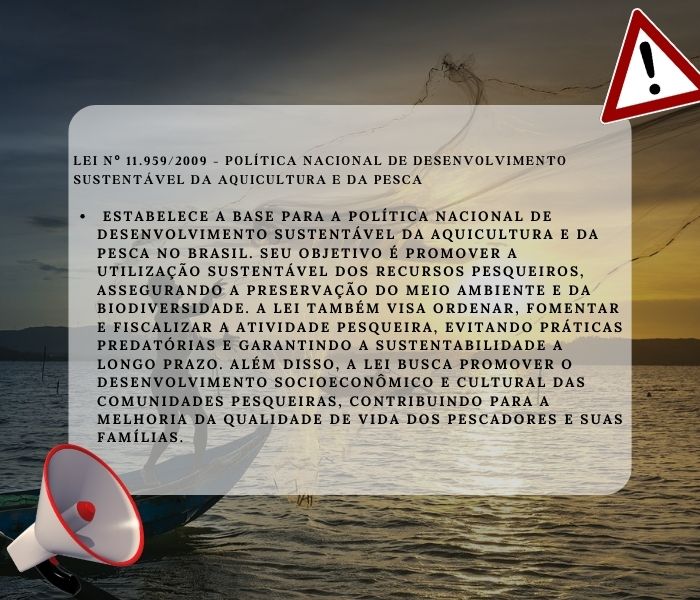 LEI Nº 11.959/2009 - POLÍTICA NACIONAL DE DESENVOLVIMENTO
SUSTENTÁVEL DA AQUICULTURA E DA PESCA
• ESTABELECE A BASE PARA A POLÍTICA NACIONAL DE
DESENVOLVIMENTO SUSTENTÁVEL DA AQUICULTURA E DA
PESCA NO BRASIL. SEU OBJETIVO É PROMOVER A
UTILIZAÇÃO SUSTENTÁVEL DOS RECURSOS PESQUEIROS,
ASSEGURANDO A PRESERVAÇÃO DO MEIO AMBIENTE E DA
BIODIVERSIDADE. A LEI TAMBÉM VISA ORDENAR, FOMENTAR
E FISCALIZAR A ATIVIDADE PESQUEIRA, EVITANDO PRÁTICAS
PREDATÓRIAS E GARANTINDO A SUSTENTABILIDADE A
LONGO PRAZO. ALÉM DISSO, A LEI BUSCA PROMOVER O
DESENVOLVIMENTO SOCIOECONÔMICO E CULTURAL DAS
COMUNIDADES PESQUEIRAS, CONTRIBUINDO PARA A
MELHORIA DA QUALIDADE DE VIDA DOS PESCADORES E SUAS
FAMÍLIAS.